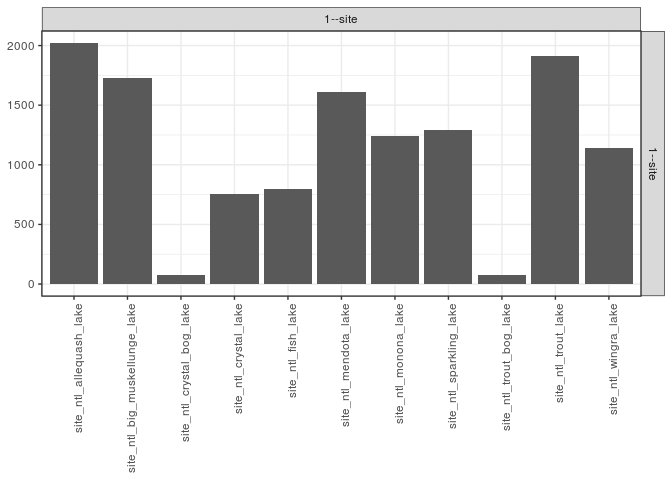 1--site
2000
1500
1000
500
0
1--site
site_ntl_allequash_lake
site_ntl_big_muskellunge_lake
site_ntl_crystal_bog_lake
site_ntl_crystal_lake
site_ntl_fish_lake
site_ntl_mendota_lake
site_ntl_monona_lake
site_ntl_sparkling_lake
site_ntl_trout_bog_lake
site_ntl_trout_lake
site_ntl_wingra_lake